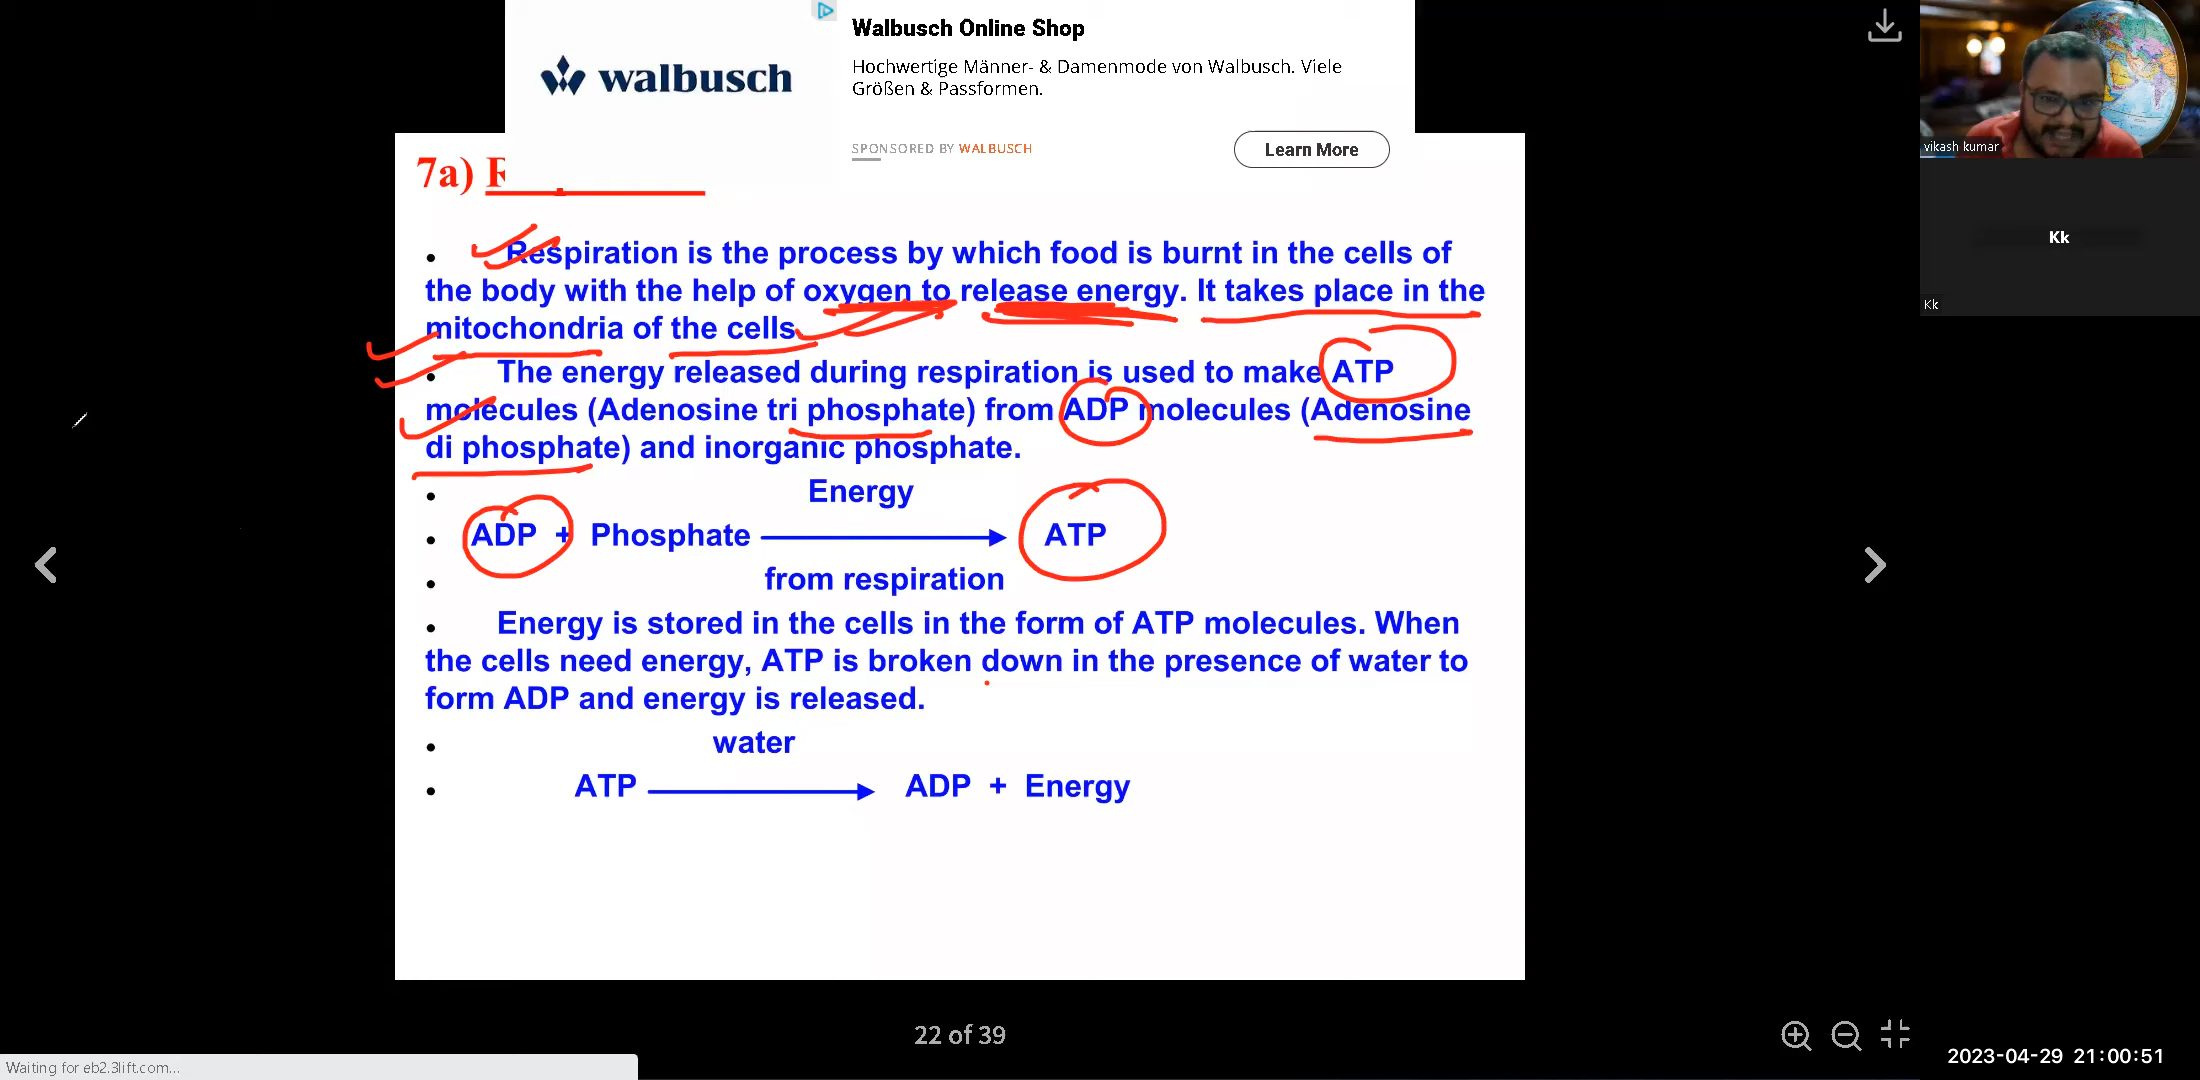 Walbusch Online Shop
walbusch
Hochwertige Männer- & Damenmode von Walbusch. Viele
Größen & Passformen.
SPONSORED BY WALBUSCH
Learn More
vikash kumar
7a)
Kk
Kk
• Respiration is the process by which food is burnt in the cells of
the body with the help of oxygen to release energy. It takes place in the
mitochondria of the cells.
• The energy released during respiration is used to make ATP
molecules (Adenosine tri phosphate) from ADP molecules (Adenosine
di phosphate) and inorganic phosphate.
• Energy
• ADP + Phosphate ATP
• from respiration
• Energy is stored in the cells in the form of ATP molecules. When
the cells need energy, ATP is broken down in the presence of water to
form ADP and energy is released.
• water
• ATP ADP + Energy
22 of 39
2023-04-29 21:00:51
Waiting for eb2.3lift.com...